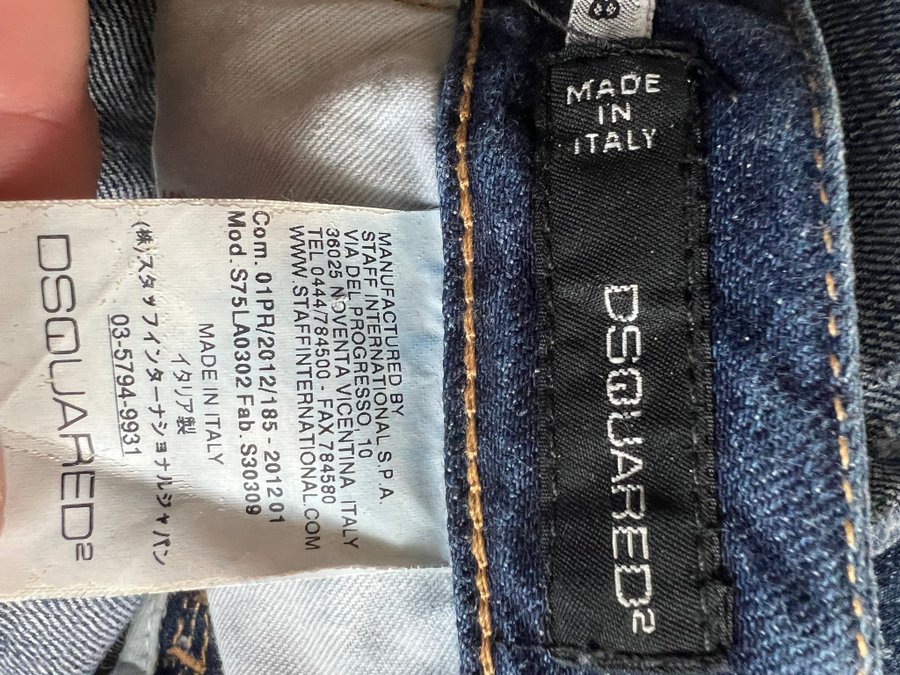 8
MADE
IN
ITALY
DSQUARED2
MANUFACTURED BY
STAFF INTERNATIONAL S.P.A.
VIA DEL PROGRESSO, 10
36025 NOVENTA VICENTINA ITALY
TEL 0444/784500 - FAX 784580
WWW.STAFFINTERNATIONAL.COM
Com. 01PR/2012/185 - 201201
Mod. S75LA0302 Fab. S30309
MADE IN ITALY
イタリア製
(株)スタッフインターナショナルジャパン
03-5794-9931
DSQUARED2